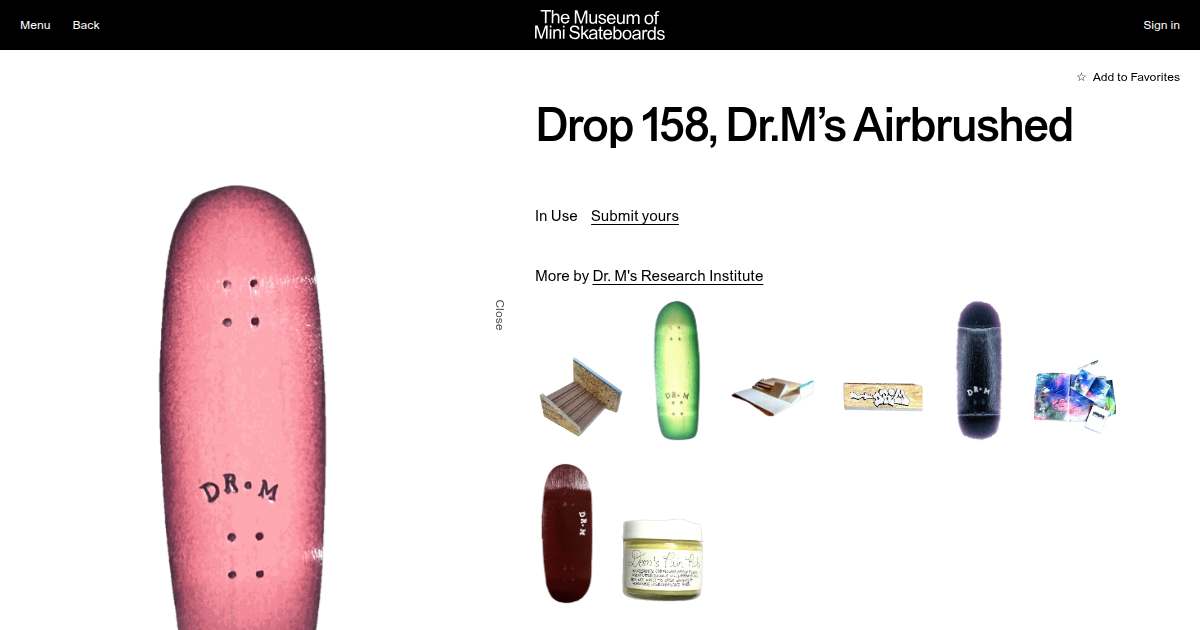 Menu
Back
The Museum of
Mini Skateboards
Sign in
☆ Add to Favorites
Drop 158, Dr.M’s Airbrushed
In Use
Submit yours
More by Dr. M's Research Institute
Close
DR•M
DR•M
DR•M
DR•M